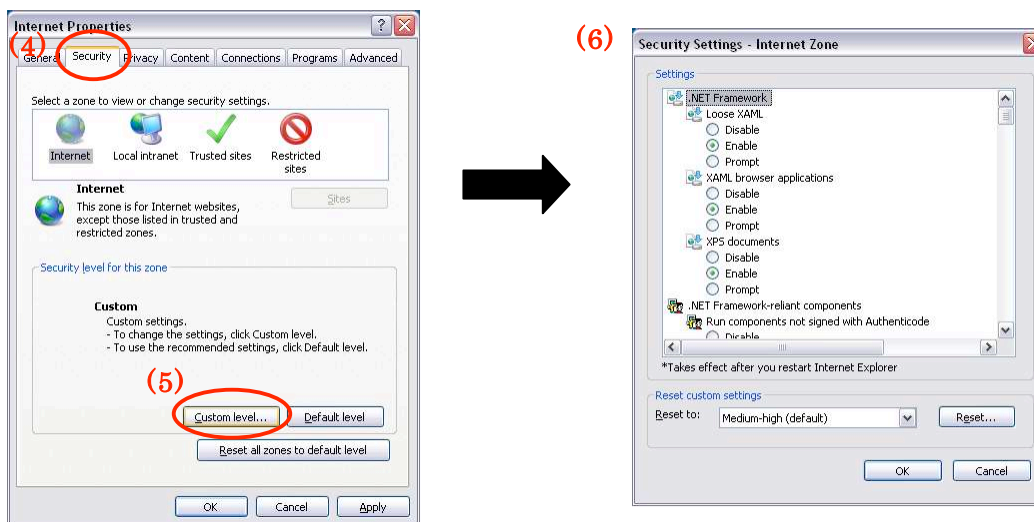 Internet Properties
(4)
General Security Privacy Content Connections Programs Advanced
Select a zone to view or change security settings.
Internet Local intranet Trusted sites Restricted sites
Internet
This zone is for Internet websites,
except those listed in trusted and
restricted zones.
Sites
Security level for this zone
Custom
Custom settings.
- To change the settings, click Custom level.
- To use the recommended settings, click Default level.
(5)
Custom level... Default level
Reset all zones to default level
OK Cancel Apply
(6)
Security Settings - Internet Zone
Settings
.NET Framework
Loose XAML
Disable
Enable
Prompt
XAML browser applications
Disable
Enable
Prompt
XPS documents
Disable
Enable
Prompt
.NET Framework-reliant components
Run components not signed with Authenticode
Disable
*Takes effect after you restart Internet Explorer
Reset custom settings
Reset to: Medium-high (default) Reset...
OK Cancel